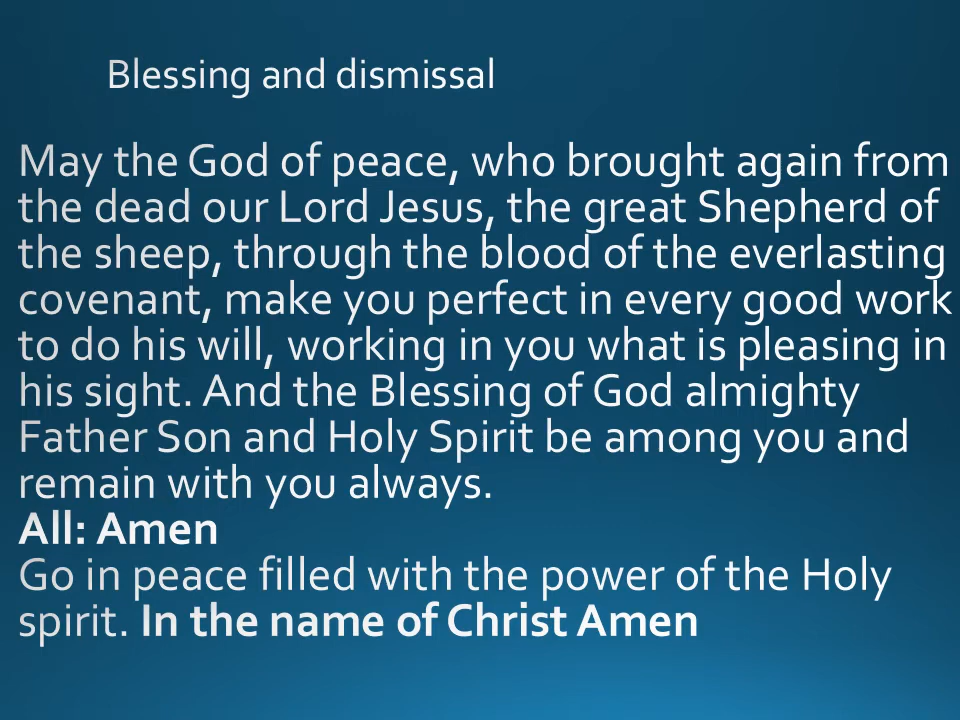 Blessing and dismissal
May the God of peace, who brought again from
the dead our Lord Jesus, the great Shepherd of
the sheep, through the blood of the everlasting
covenant, make you perfect in every good work
to do his will, working in you what is pleasing in
his sight. And the Blessing of God almighty
Father Son and Holy Spirit be among you and
remain with you always.
All: Amen
Go in peace filled with the power of the Holy
spirit. In the name of Christ Amen